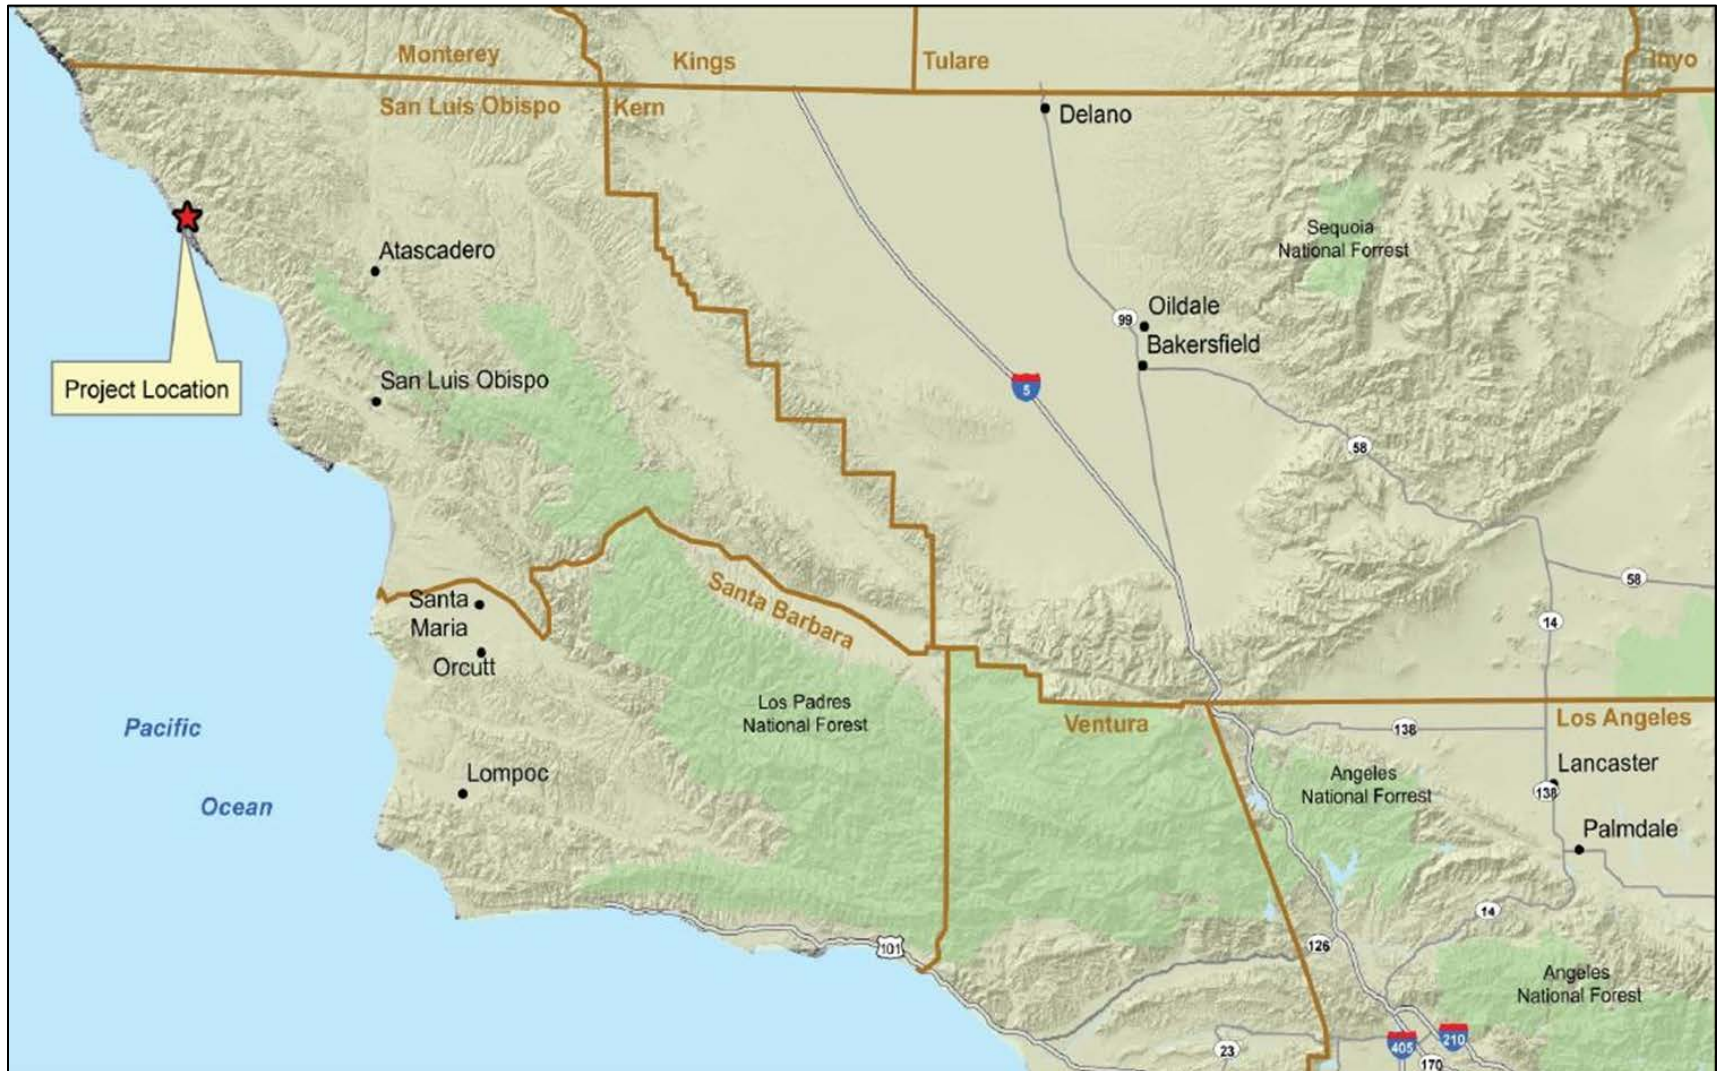 Monterey
Kings
Tulare
Inyo
San Luis Obispo
Kern
Delano
Sequoia
National Forrest
Atascadero
Oildale
99
Bakersfield
Project Location
San Luis Obispo
5
58
58
Santa
Maria
Santa Barbara
14
Orcutt
Los Padres
National Forest
Pacific
Ventura
138
Los Angeles
Lompoc
Angeles
National Forrest
Lancaster
138
Ocean
Palmdale
14
101
126
Angeles
National Forest
23
405
210
170